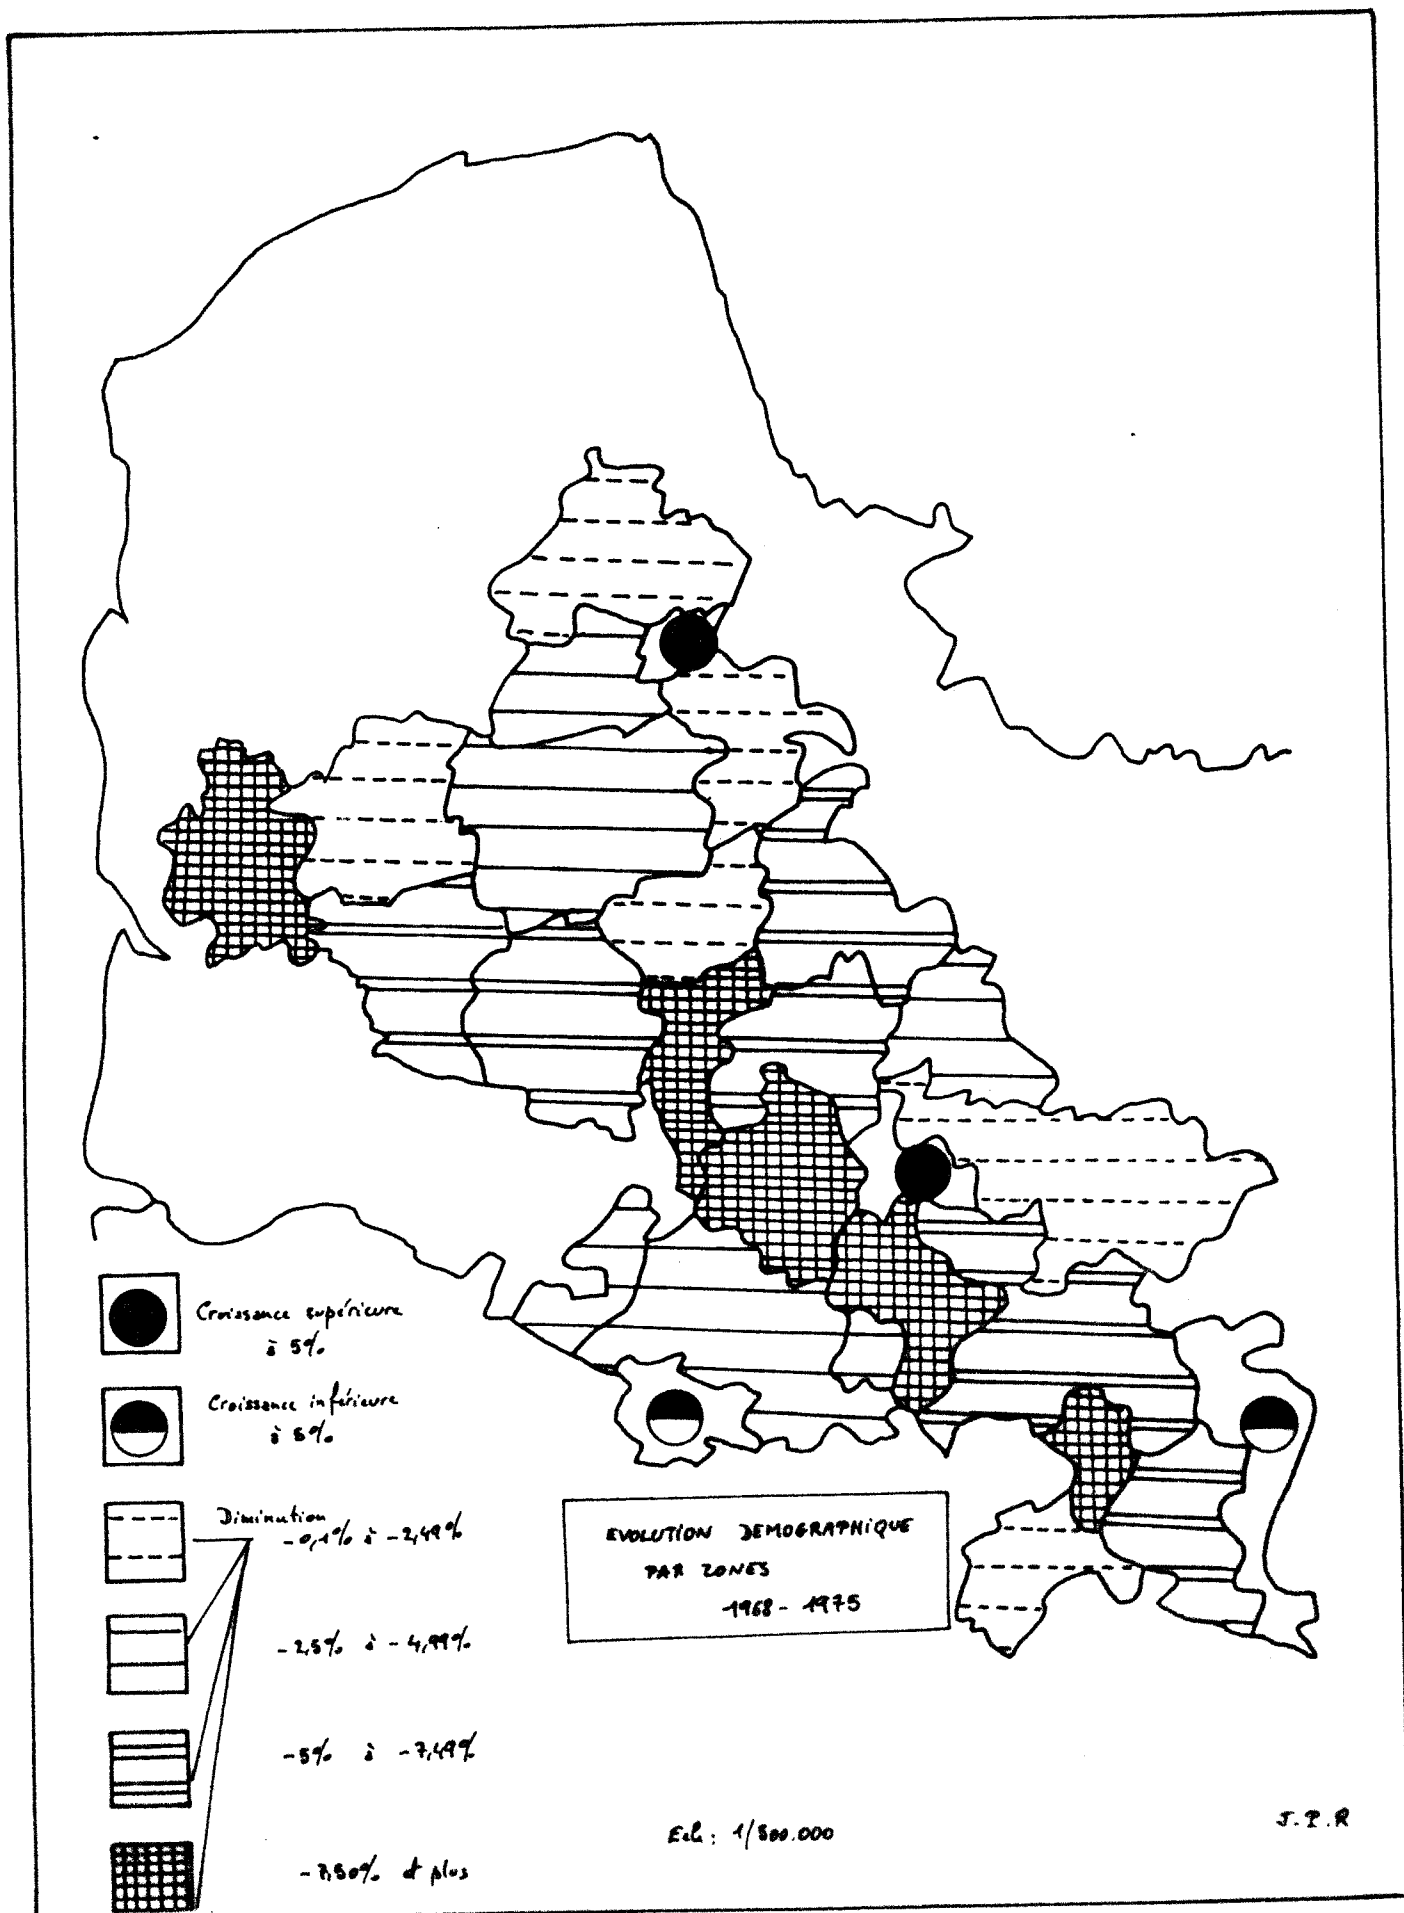 Croissance supérieure
à 5%
Croissance inférieure
à 5%
Diminution
-0,1% à -2,49%
-2,5% à -4,99%
-5% à -7,49%
-7,50% et plus
EVOLUTION DEMOGRAPHIQUE
PAR ZONES
1968 - 1975
Ech: 1/500.000
J.P.R